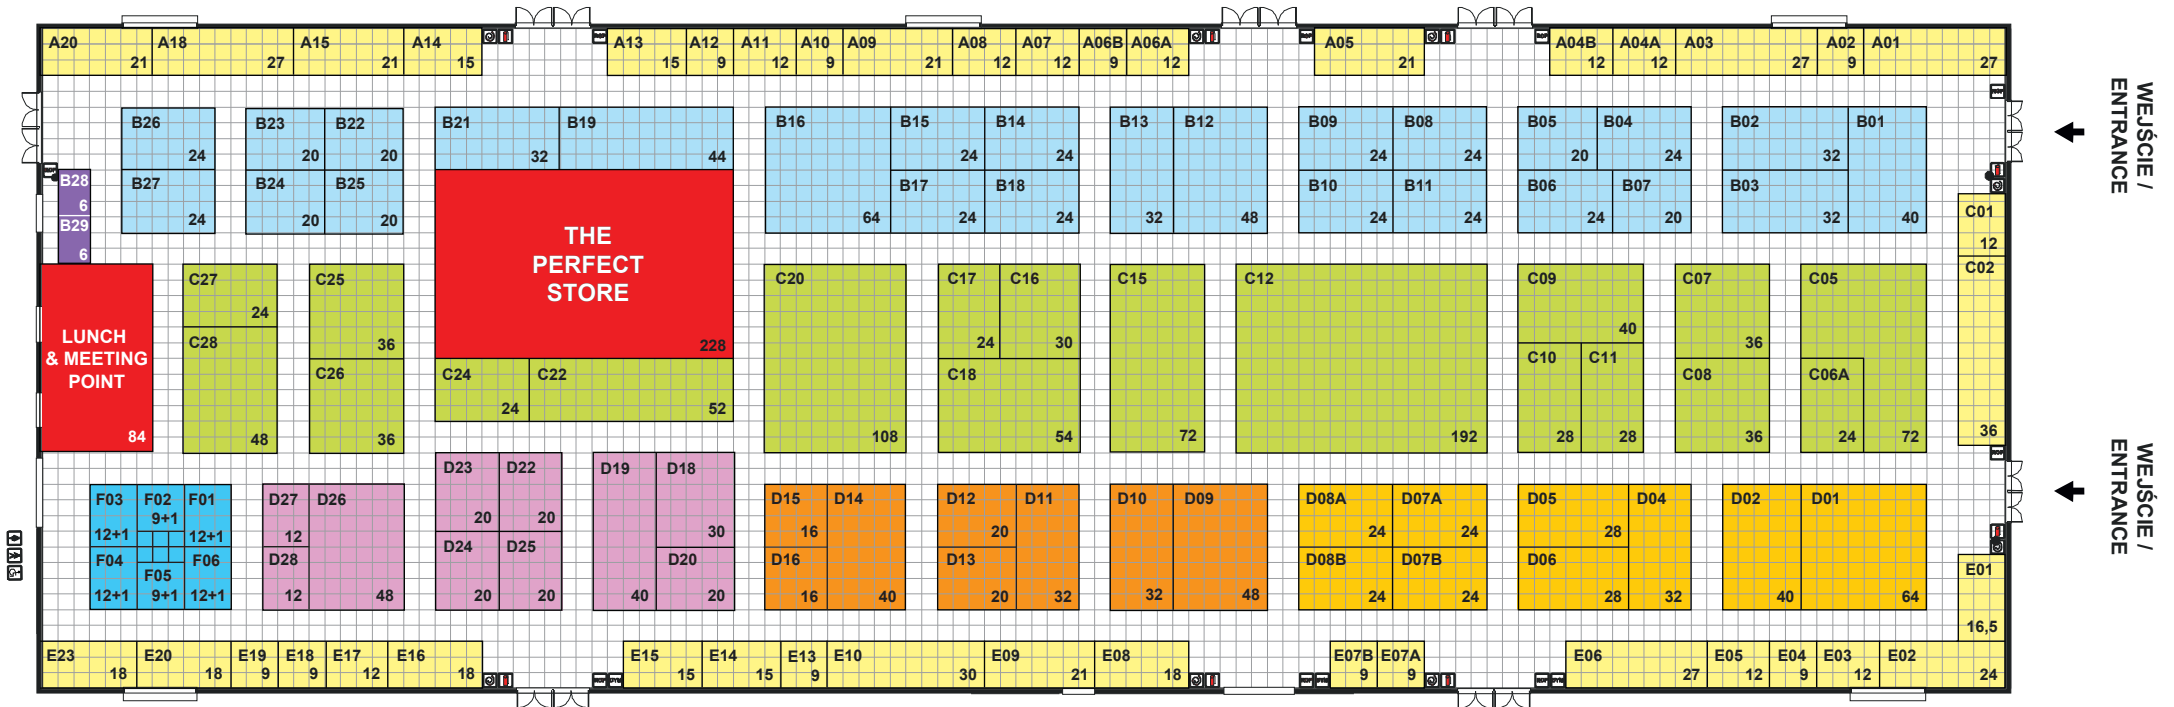 A20 21
A18 27
A15 21
A14 15
A13 15
A12 9
A11 12
A10 9
A09 21
A08 12
A07 12
A06B 9
A06A 12
A05 21
A04B 12
A04A 12
A03 27
A02 9
A01 27
WEJŚCIE /
ENTRANCE
B26 24
B23 20
B22 20
B21 32
B19 44
B16 64
B15 24
B14 24
B13 32
B12 48
B09 24
B08 24
B05 20
B04 24
B02 32
B01 40
B28 6
B29 6
B27 24
B24 20
B25 20
B17 24
B18 24
B10 24
B11 24
B06 24
B07 20
B03 32
C01 12
C02 36
THE
PERFECT
STORE
228
LUNCH
& MEETING
POINT
84
C27 24
C28 48
C25 36
C26 36
C24 24
C22 52
C20 108
C17 24
C16 30
C18 54
C15 72
C12 192
C09 40
C10 28
C11 28
C07 36
C08 36
C05 72
C06A 24
WEJŚCIE /
ENTRANCE
F03 12+1
F02 9+1
F01 12+1
F04 12+1
F05 9+1
F06 12+1
D27 12
D28 12
D26 48
D23 20
D22 20
D24 20
D25 20
D19 40
D18 30
D20 20
D15 16
D16 16
D14 40
D12 20
D13 20
D11 32
D10 32
D09 48
D08A 24
D07A 24
D08B 24
D07B 24
D05 28
D06 28
D04 32
D02 40
D01 64
E01 16,5
E23 18
E20 18
E19 9
E18 9
E17 12
E16 18
E15 15
E14 15
E13 9
E10 30
E09 21
E08 18
E07B 9
E07A 9
E06 27
E05 12
E04 9
E03 12
E02 24